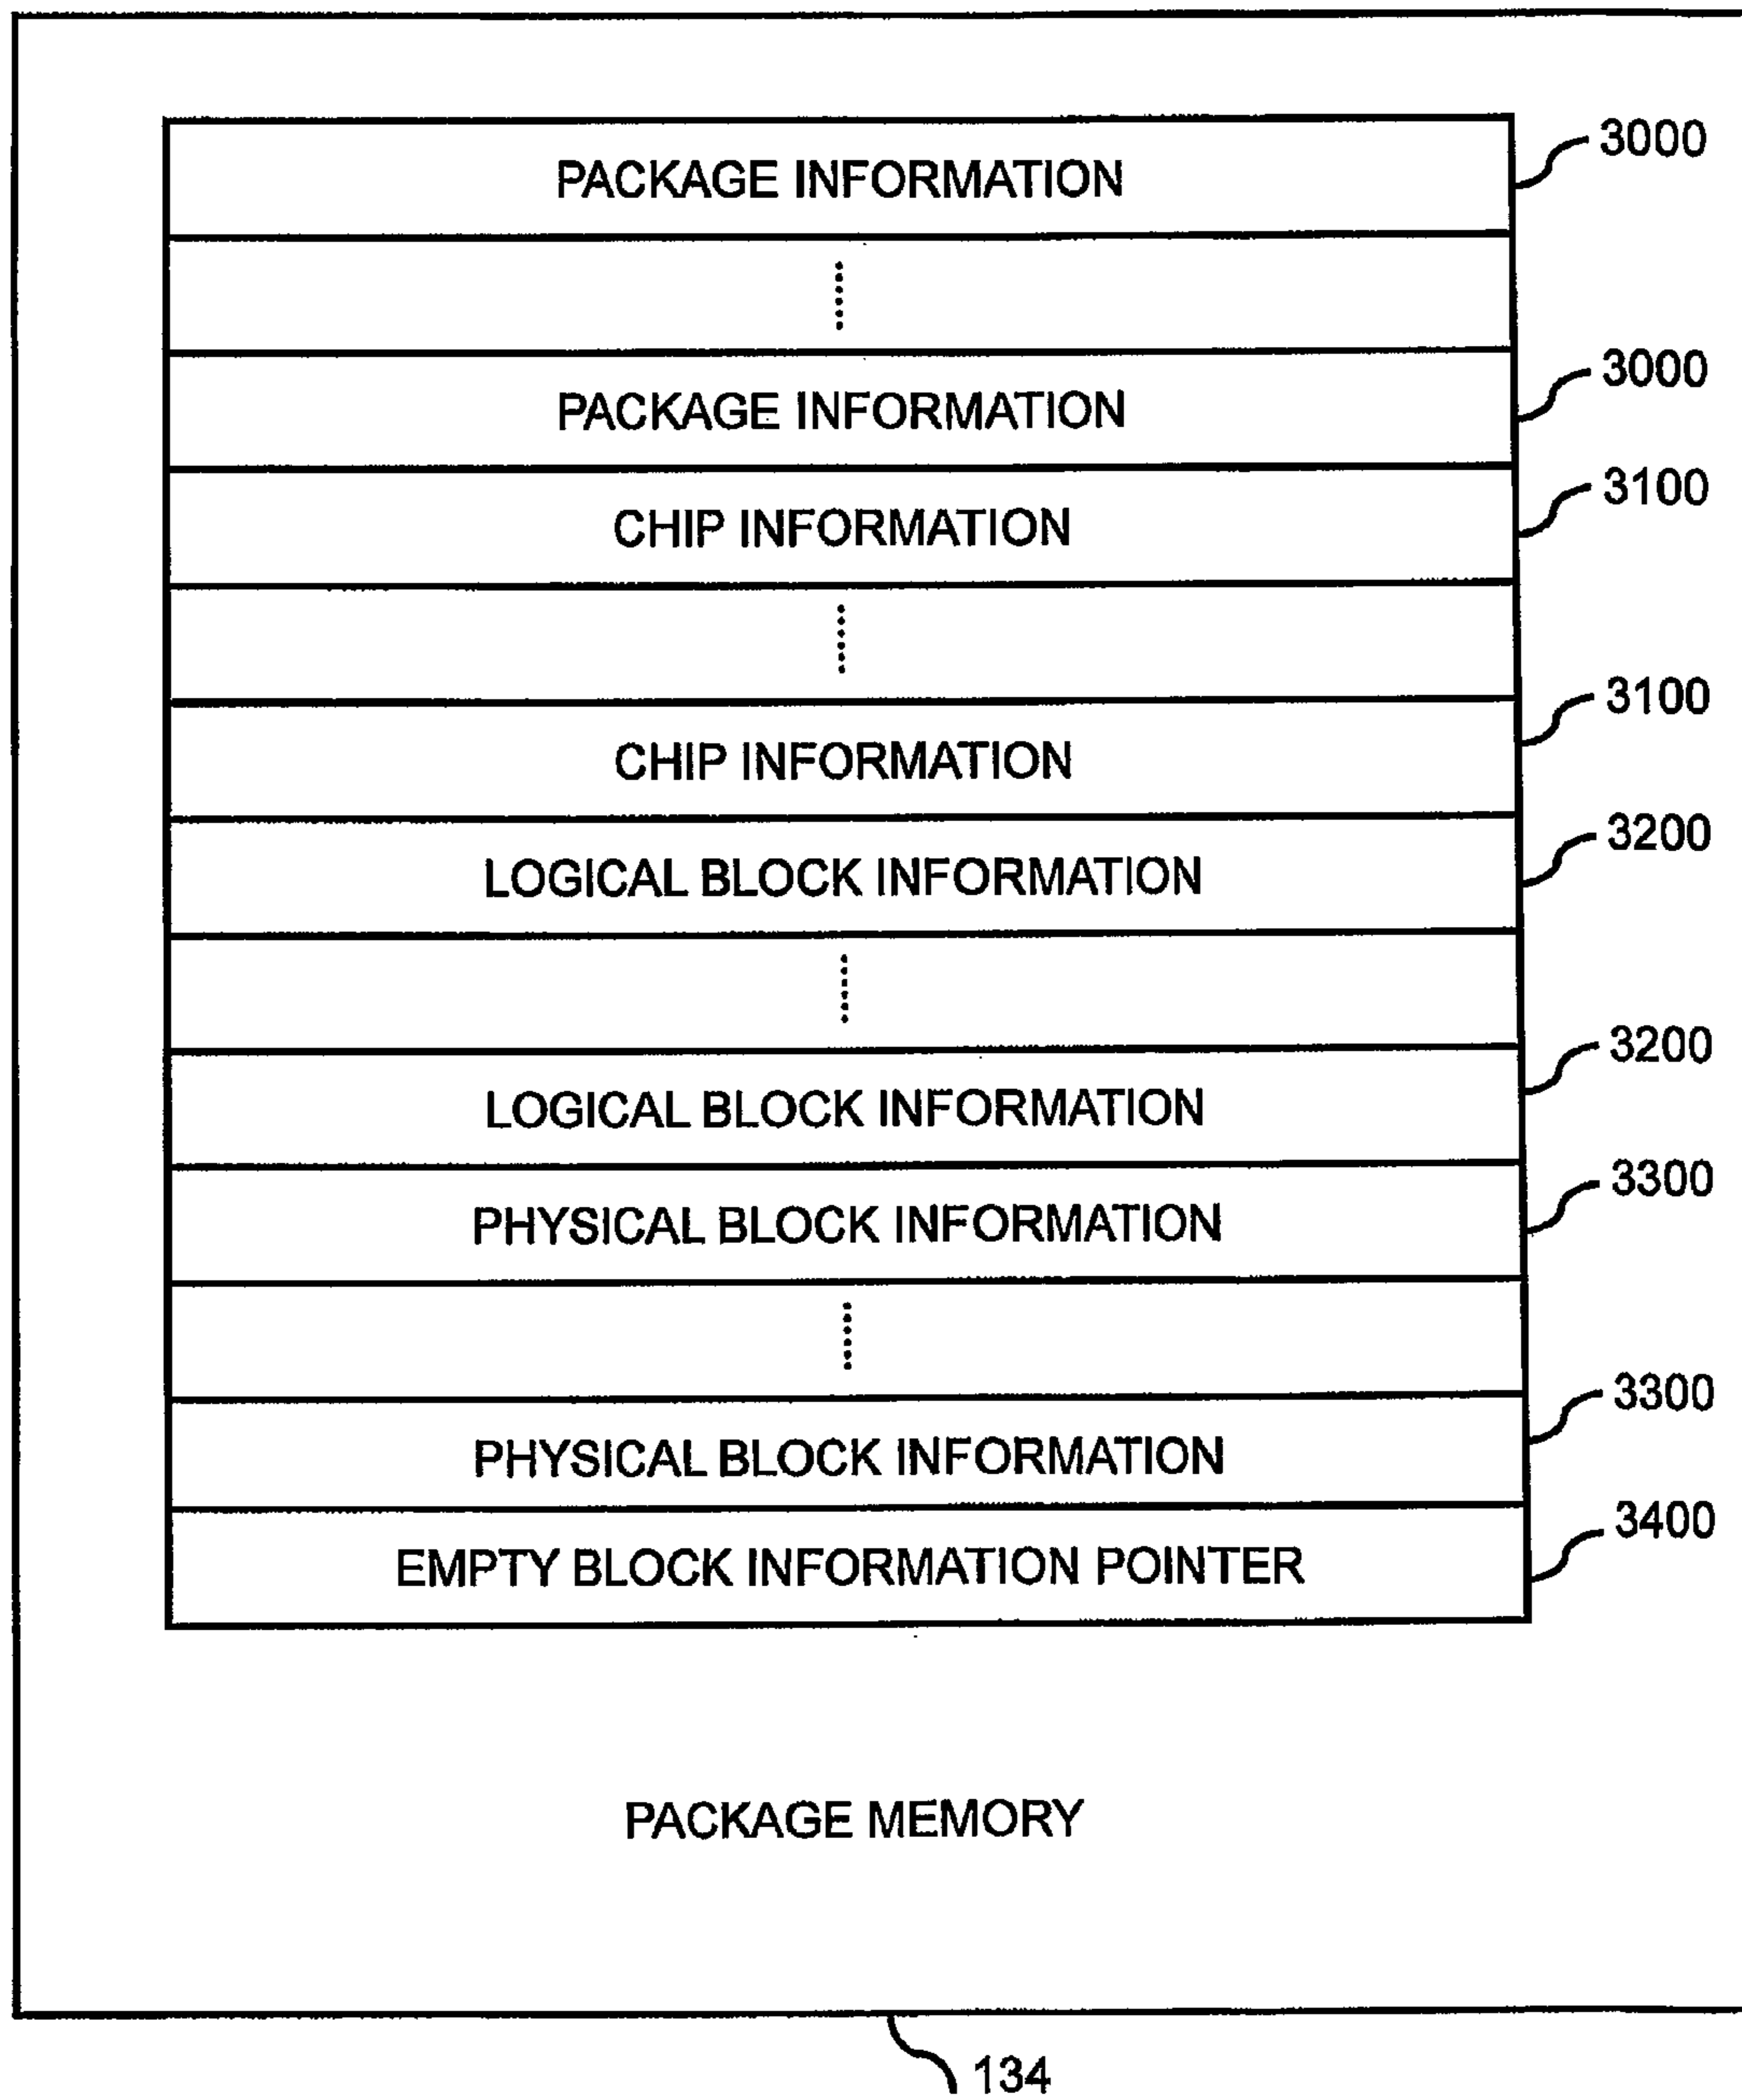 PACKAGE INFORMATION
3000
PACKAGE INFORMATION
3000
CHIP INFORMATION
3100
CHIP INFORMATION
3100
LOGICAL BLOCK INFORMATION
3200
LOGICAL BLOCK INFORMATION
3200
PHYSICAL BLOCK INFORMATION
3300
PHYSICAL BLOCK INFORMATION
3300
EMPTY BLOCK INFORMATION POINTER
3400
PACKAGE MEMORY
134